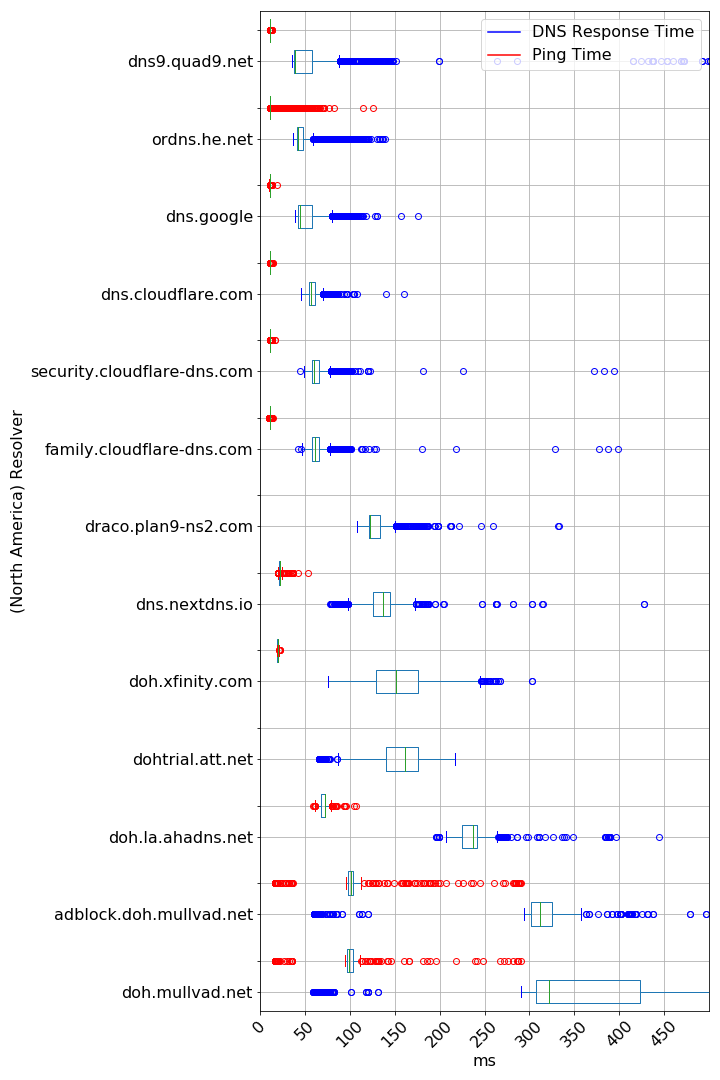 DNS Response Time
Ping Time
dns9.quad9.net
ordns.he.net
dns.google
dns.cloudflare.com
security.cloudflare-dns.com
family.cloudflare-dns.com
draco.plan9-ns2.com
dns.nextdns.io
doh.xfinity.com
dohtrial.att.net
doh.la.ahadns.net
adblock.doh.mullvad.net
doh.mullvad.net
(North America) Resolver
0 50 100 150 200 250 300 350 400 450
ms